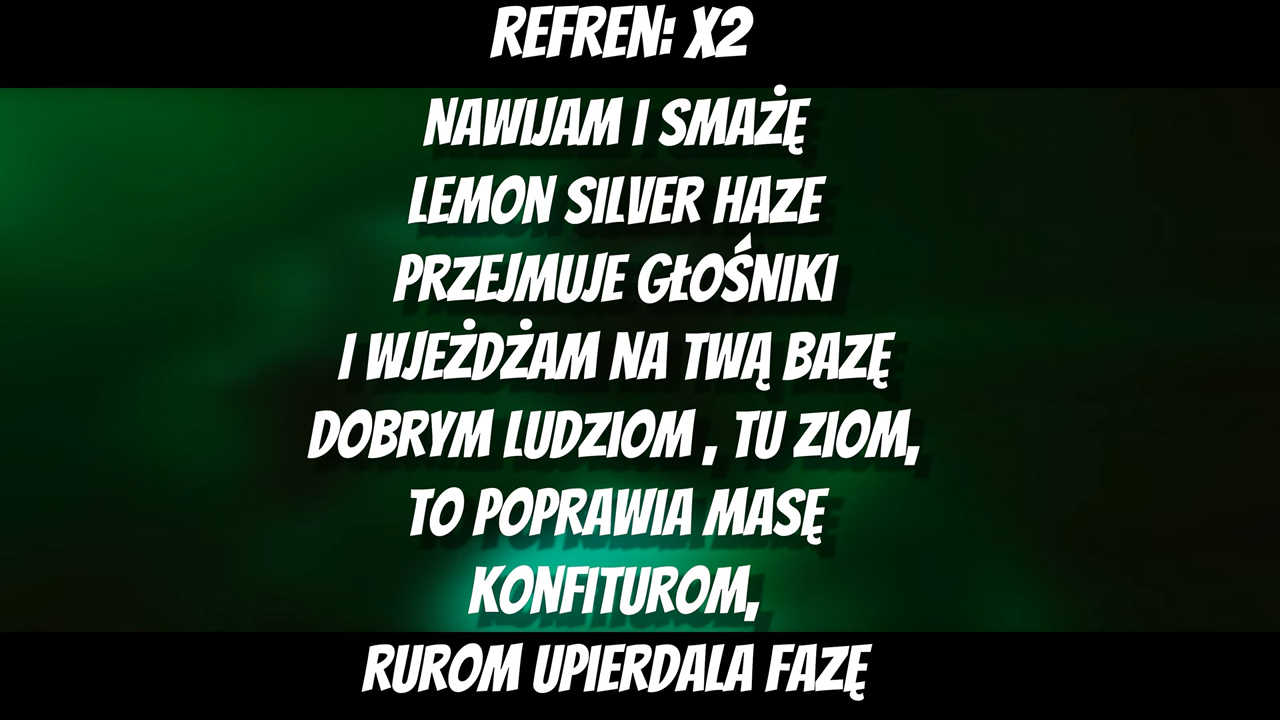 REFREN: X2
NAWIJAM I SMAŻĘ
LEMON SILVER HAZE
PRZEJMUJE GŁOŚNIKI
I WJEŻDŻAM NA TWĄ BAZĘ
DOBRYM LUDZIOM , TU ZIOM,
TO POPRAWIA MASĘ
KONFITUROM,
RUROM UPIERDALA FAZĘ